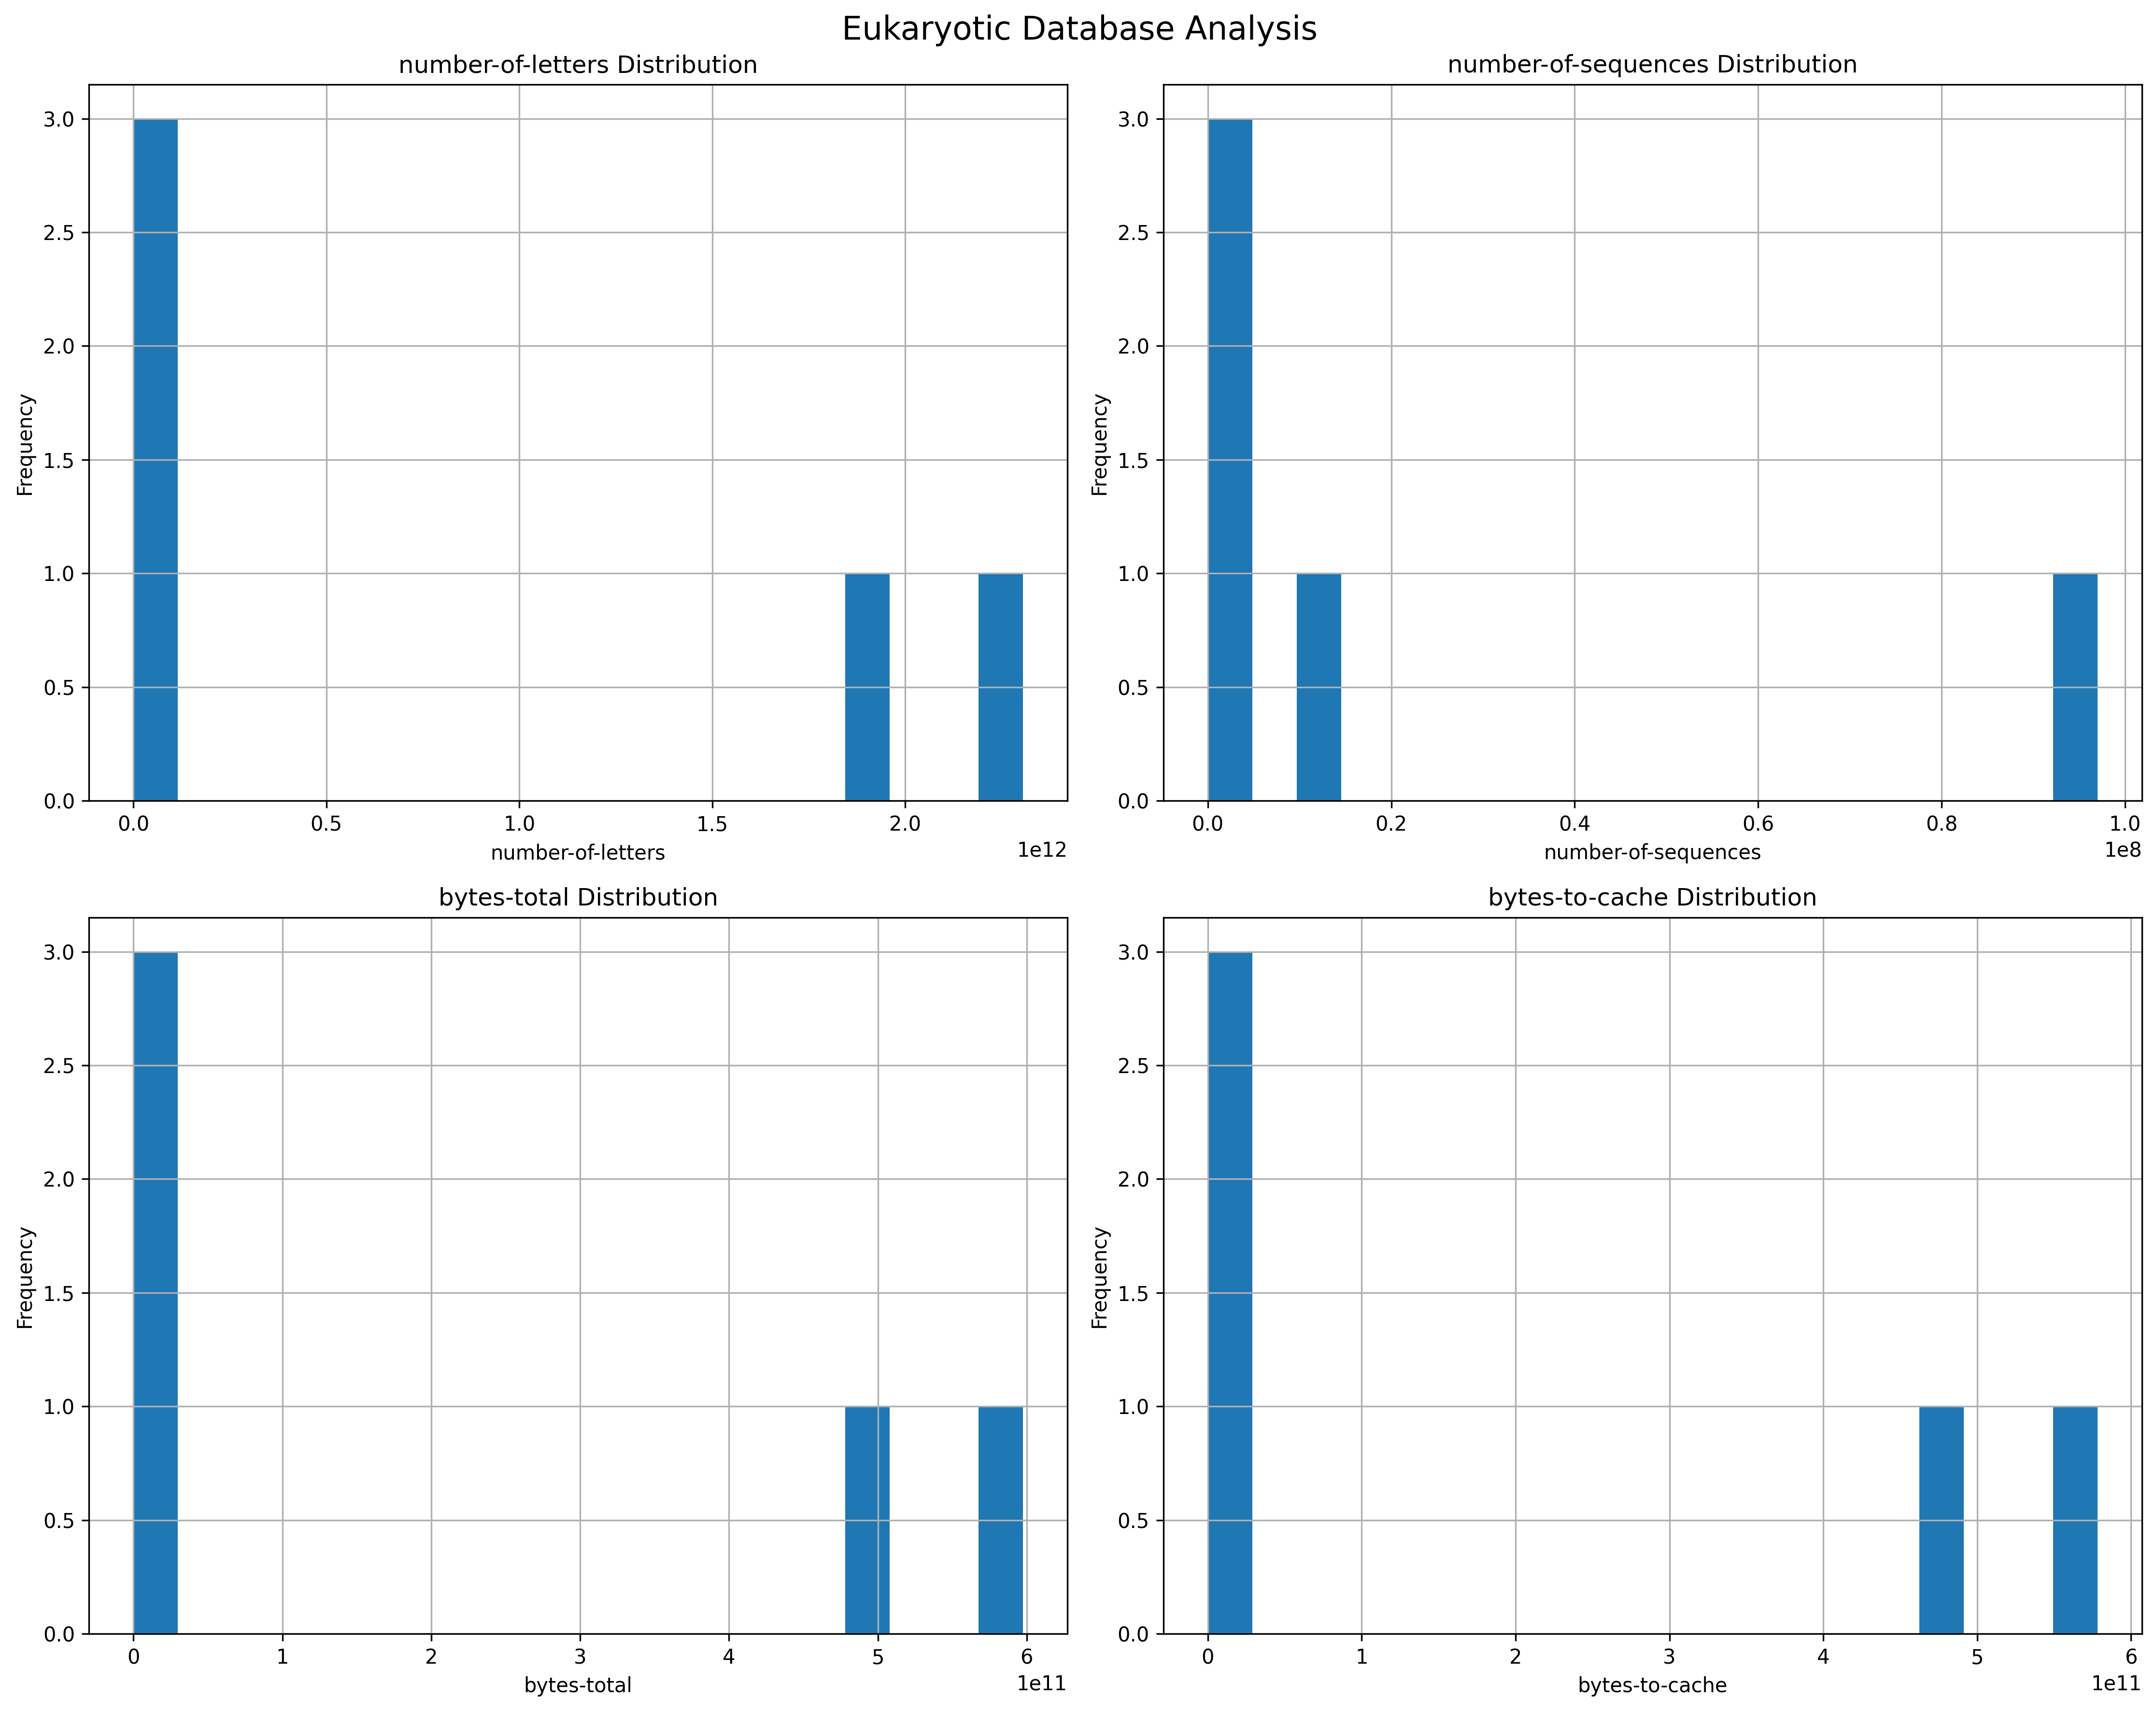 Eukaryotic Database Analysis
number-of-letters Distribution
3.0
2.5
2.0
1.5
1.0
0.5
0.0
Frequency
0.0 0.5 1.0 1.5 2.0
1e12
number-of-letters
number-of-sequences Distribution
3.0
2.5
2.0
1.5
1.0
0.5
0.0
Frequency
0.0 0.2 0.4 0.6 0.8 1.0
1e8
number-of-sequences
bytes-total Distribution
3.0
2.5
2.0
1.5
1.0
0.5
0.0
Frequency
0 1 2 3 4 5 6
1e11
bytes-total
bytes-to-cache Distribution
3.0
2.5
2.0
1.5
1.0
0.5
0.0
Frequency
0 1 2 3 4 5 6
1e11
bytes-to-cache